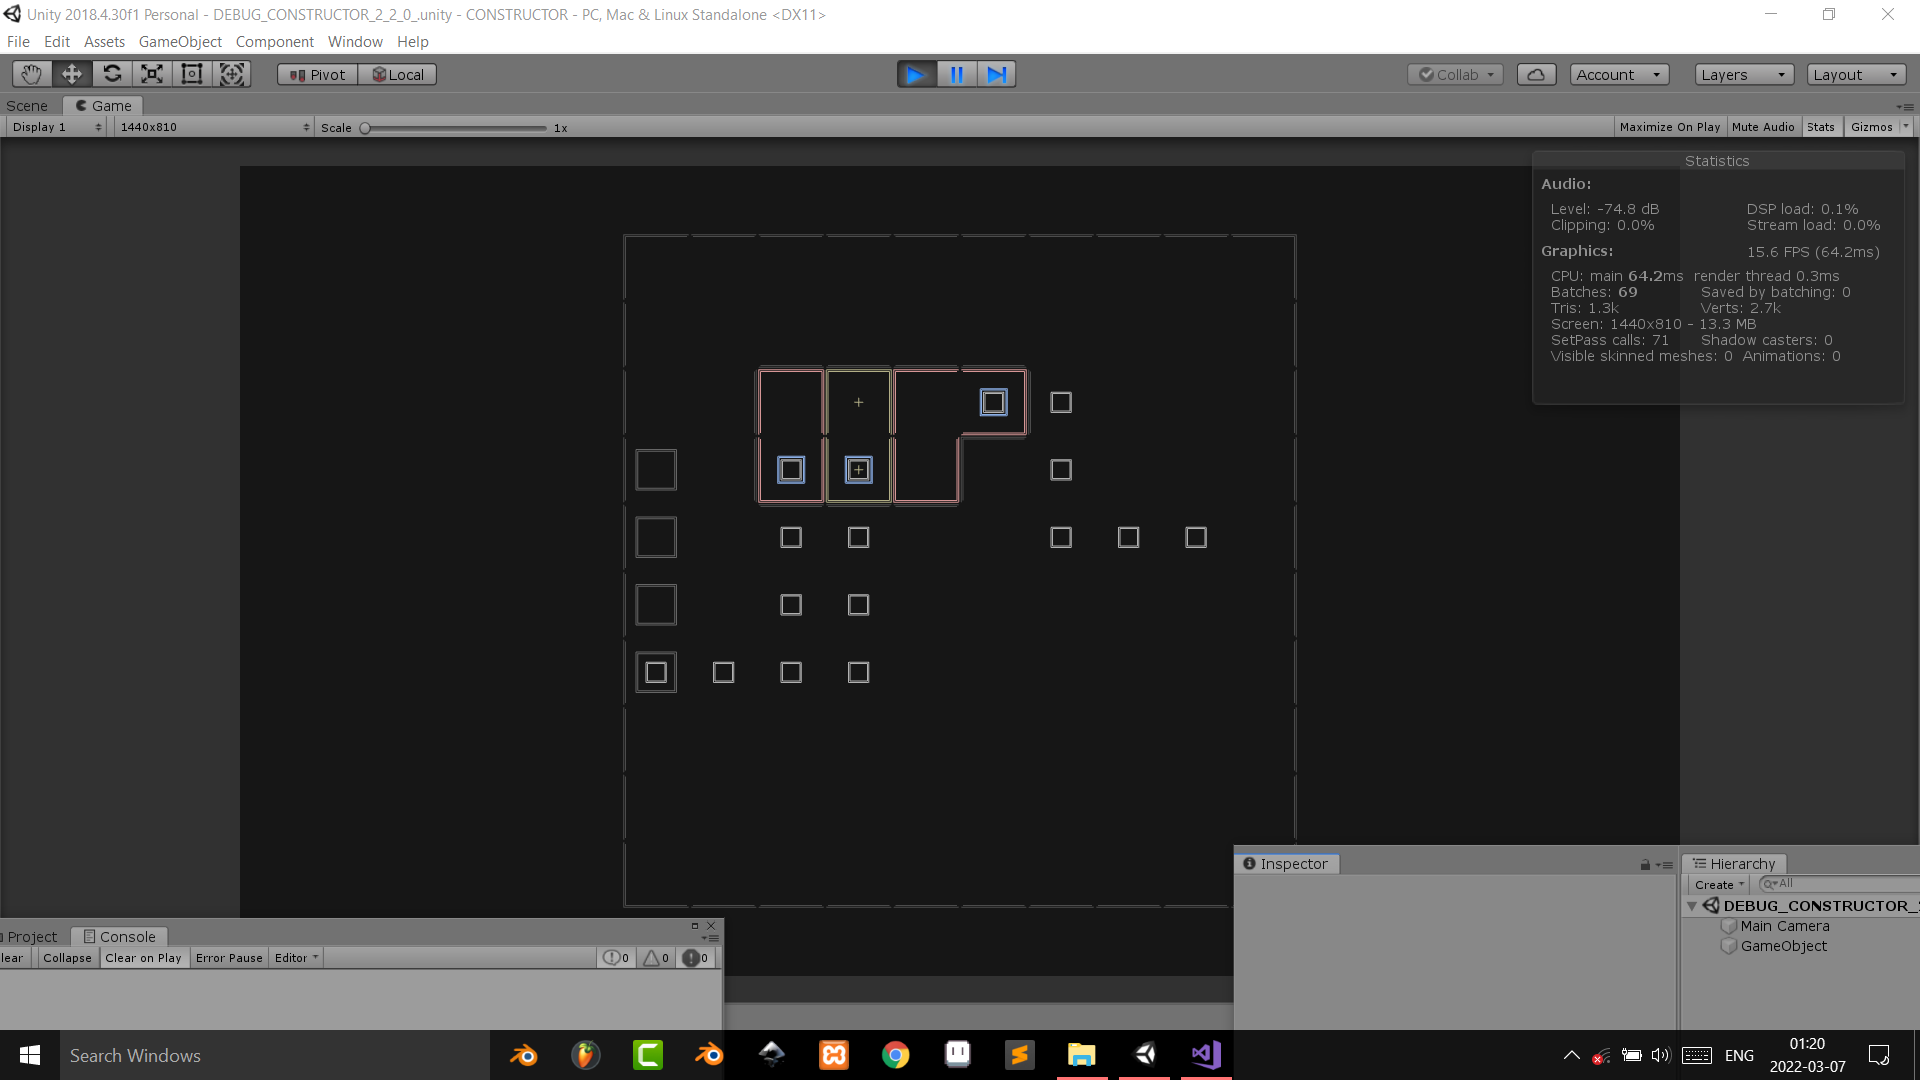 Unity 2018.4.30f1 Personal - DEBUG_CONSTRUCTOR_2_2_0_.unity - CONSTRUCTOR - PC, Mac & Linux Standalone <DX11>
File Edit Assets GameObject Component Window Help
Pivot Local Collab Account Layers Layout
Scene Game
Display 1 1440x810 Scale 1x Maximize On Play Mute Audio Stats Gizmos
Statistics
Audio:
Level: -74.8 dB DSP load: 0.1%
Clipping: 0.0% Stream load: 0.0%
Graphics: 15.6 FPS (64.2ms)
CPU: main 64.2ms render thread 0.3ms
Batches: 69 Saved by batching: 0
Tris: 1.3k Verts: 2.7k
Screen: 1440x810 - 13.3 MB
SetPass calls: 71 Shadow casters: 0
Visible skinned meshes: 0 Animations: 0
Inspector
Hierarchy
Create All
DEBUG_CONSTRUCTOR_
Main Camera
GameObject
Project Console
lear Collapse Clear on Play Error Pause Editor 0 0 0
Search Windows
ENG
01:20
2022-03-07